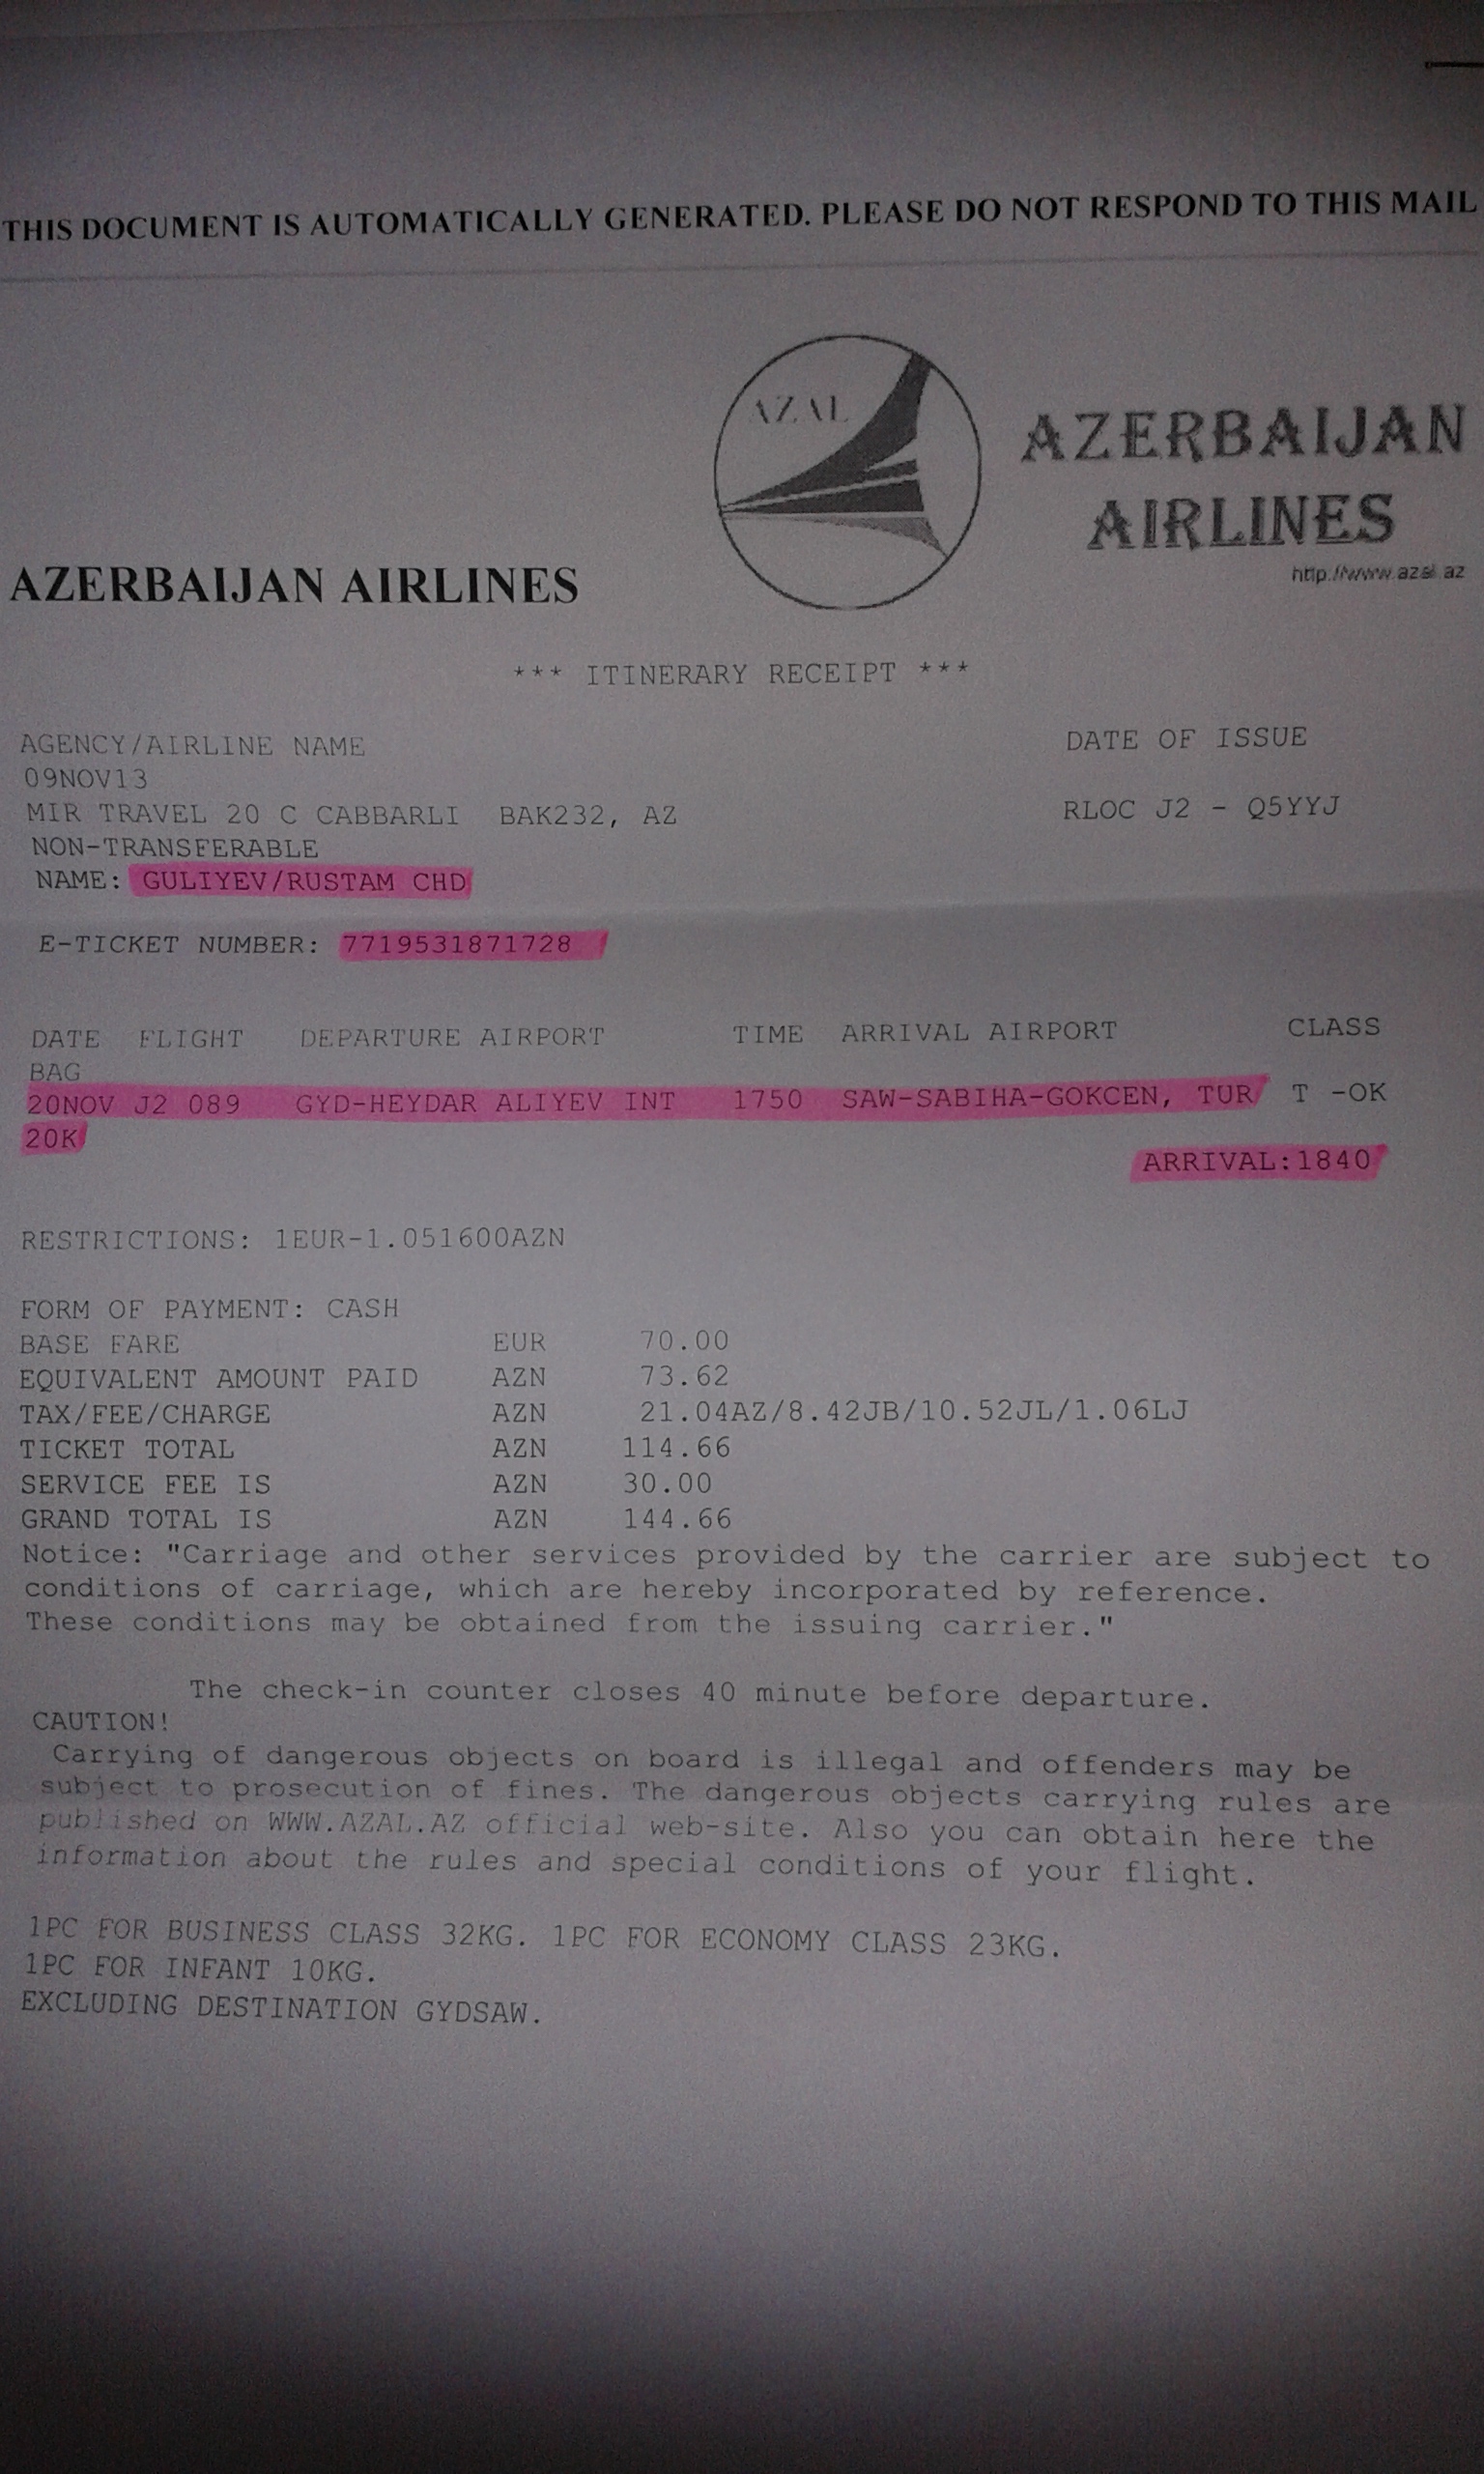 THIS DOCUMENT IS AUTOMATICALLY GENERATED. PLEASE DO NOT RESPOND TO THIS MAIL
AZAL
AZERBAIJAN
AIRLINES
http://www.azal.az
AZERBAIJAN AIRLINES
*** ITINERARY RECEIPT ***
AGENCY/AIRLINE NAME DATE OF ISSUE
09NOV13
MIR TRAVEL 20 C CABBARLI BAK232, AZ RLOC J2 - Q5YYJ
NON-TRANSFERABLE
NAME: GULIYEV/RUSTAM CHD
E-TICKET NUMBER: 7719531871728
DATE FLIGHT DEPARTURE AIRPORT TIME ARRIVAL AIRPORT CLASS
BAG
20NOV J2 089 GYD-HEYDAR ALIYEV INT 1750 SAW-SABIHA-GOKCEN, TUR T -OK
20K
ARRIVAL:1840
RESTRICTIONS: 1EUR-1.051600AZN
FORM OF PAYMENT: CASH
BASE FARE EUR 70.00
EQUIVALENT AMOUNT PAID AZN 73.62
TAX/FEE/CHARGE AZN 21.04AZ/8.42JB/10.52JL/1.06LJ
TICKET TOTAL AZN 114.66
SERVICE FEE IS AZN 30.00
GRAND TOTAL IS AZN 144.66
Notice: "Carriage and other services provided by the carrier are subject to
conditions of carriage, which are hereby incorporated by reference.
These conditions may be obtained from the issuing carrier."
The check-in counter closes 40 minute before departure.
CAUTION!
Carrying of dangerous objects on board is illegal and offenders may be
subject to prosecution of fines. The dangerous objects carrying rules are
published on WWW.AZAL.AZ official web-site. Also you can obtain here the
information about the rules and special conditions of your flight.
1PC FOR BUSINESS CLASS 32KG. 1PC FOR ECONOMY CLASS 23KG.
1PC FOR INFANT 10KG.
EXCLUDING DESTINATION GYDSAW.